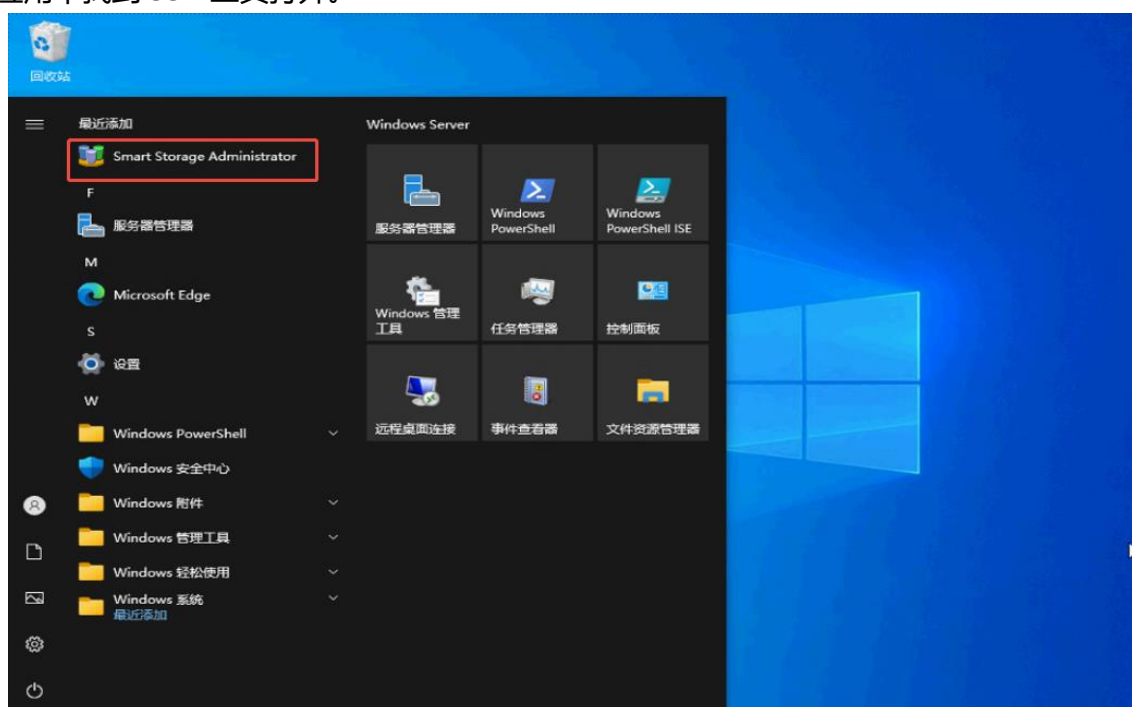 回收站
最近添加
Smart Storage Administrator
F
服务器管理器
M
Microsoft Edge
S
设置
W
Windows PowerShell
Windows 安全中心
Windows 附件
Windows 管理工具
Windows 轻松使用
Windows 系统
最近添加
Windows Server
服务器管理器
Windows
PowerShell
Windows
PowerShell ISE
Windows 管理
工具
任务管理器
控制面板
远程桌面连接
事件查看器
文件资源管理器